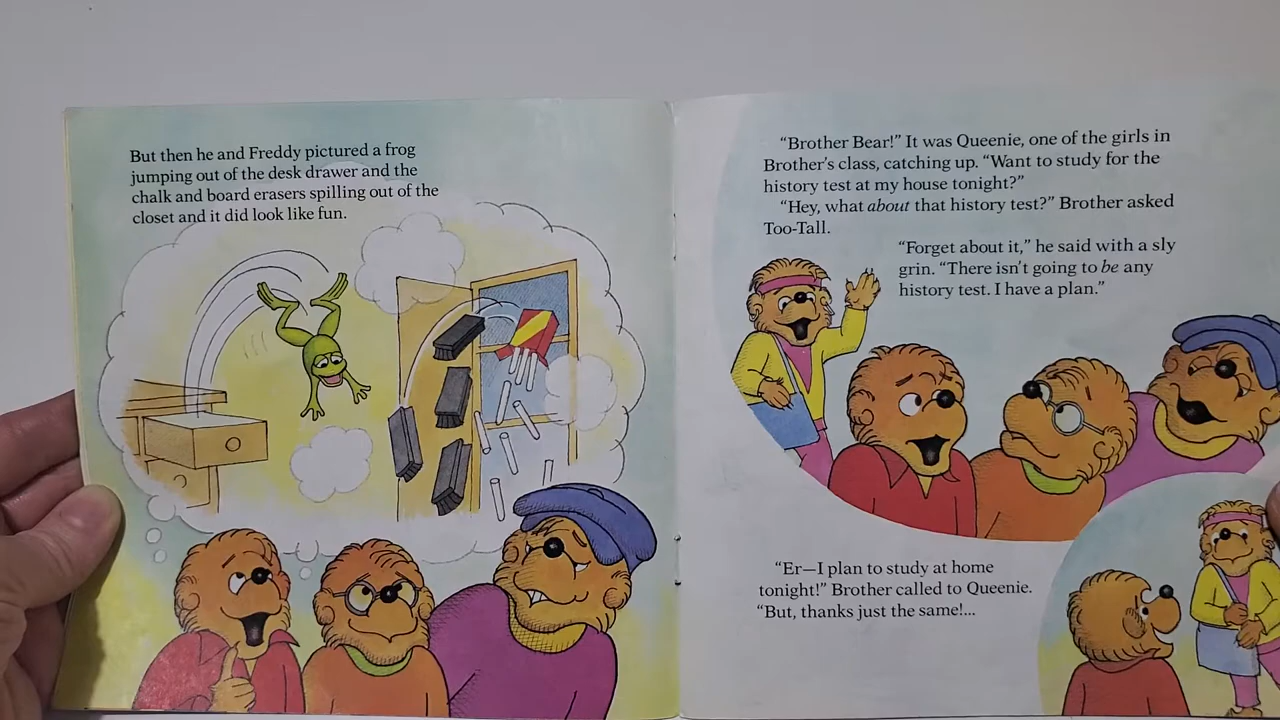 But then he and Freddy pictured a frog
jumping out of the desk drawer and the
chalk and board erasers spilling out of the
closet and it did look like fun.
“Brother Bear!” It was Queenie, one of the girls in
Brother’s class, catching up. “Want to study for the
history test at my house tonight?”
“Hey, what about that history test?” Brother asked
Too-Tall.
“Forget about it,” he said with a sly
grin. “There isn’t going to be any
history test. I have a plan.”
“Er—I plan to study at home
tonight!” Brother called to Queenie.
“But, thanks just the same!...